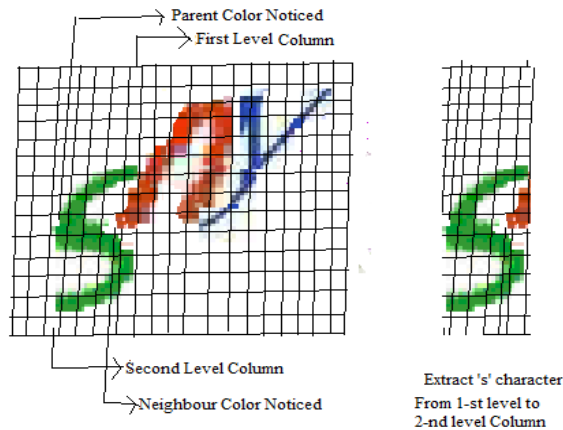 Parent Color Noticed
First Level Column
Sny
Second Level Column
Neighbour Color Noticed
Extract 's' character
From 1-st level to
2-nd level Column